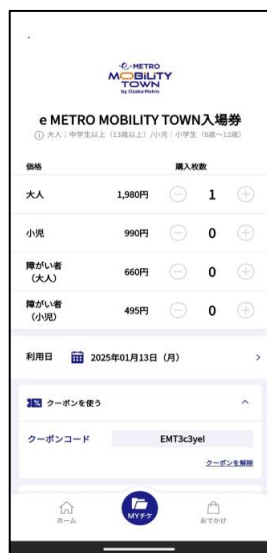 e-METRO
MOBILITY
TOWN
by Osaka Metro
e METRO MOBILITY TOWN入場券
大人：中学生以上（13歳以上）/小児：小学生（6歳～12歳）
価格 購入枚数
大人 1,980円 1
小児 990円 0
障がい者
（大人） 660円 0
障がい者
（小児） 495円 0
利用日 2025年01月13日（月）
クーポンを使う
クーポンコード EMT3c3yel
クーポンを解除
ホーム MYチケ おでかけ